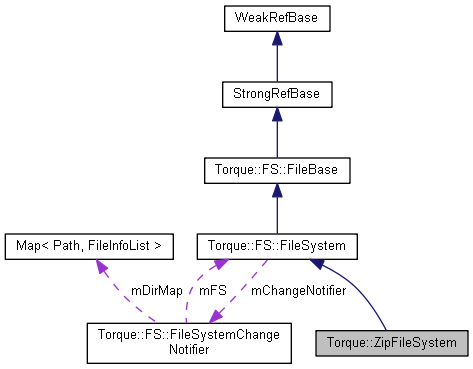 WeakRefBase
StrongRefBase
Torque::FS::FileBase
Map< Path, FileInfoList >
Torque::FS::FileSystem
mDirMap
mFS
mChangeNotifier
Torque::FS::FileSystemChange
Notifier
Torque::ZipFileSystem